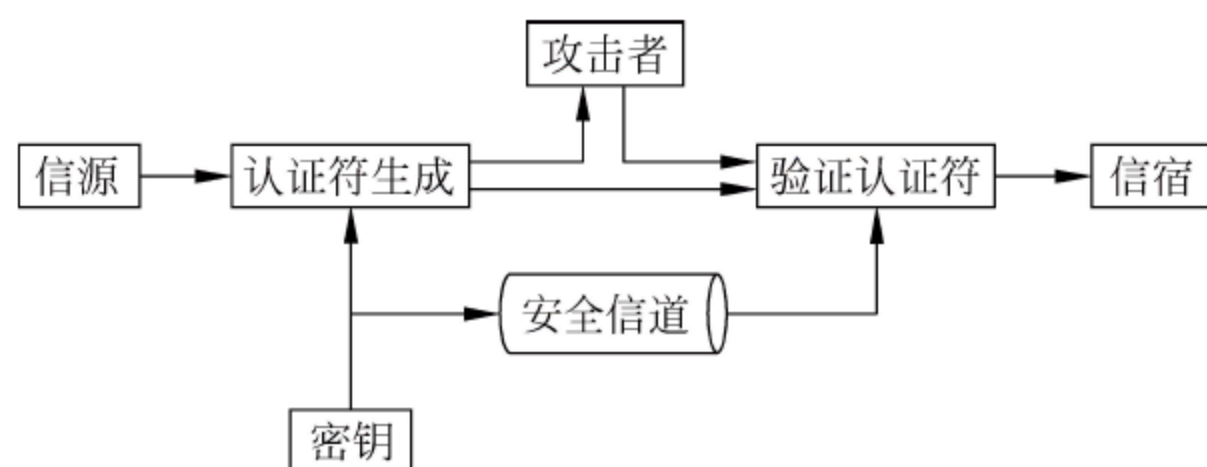 攻击者
信源
认证符生成
验证认证符
信宿
安全信道
密钥